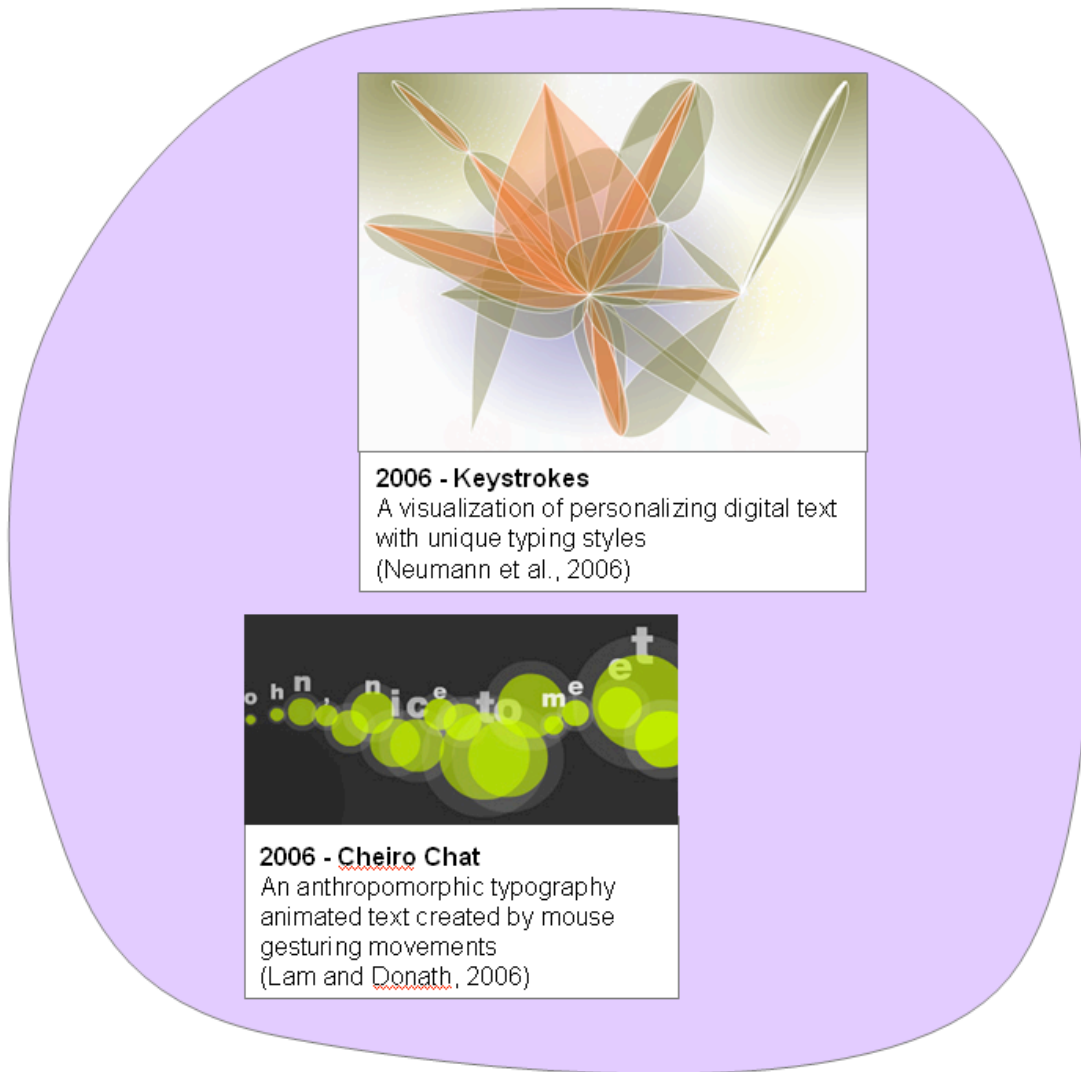 2006 - Keystrokes
A visualization of personalizing digital text
with unique typing styles
(Neumann et al., 2006)
o h n , n i c e to m e e t
2006 - Cheiro Chat
An anthropomorphic typography
animated text created by mouse
gesturing movements
(Lam and Donath, 2006)